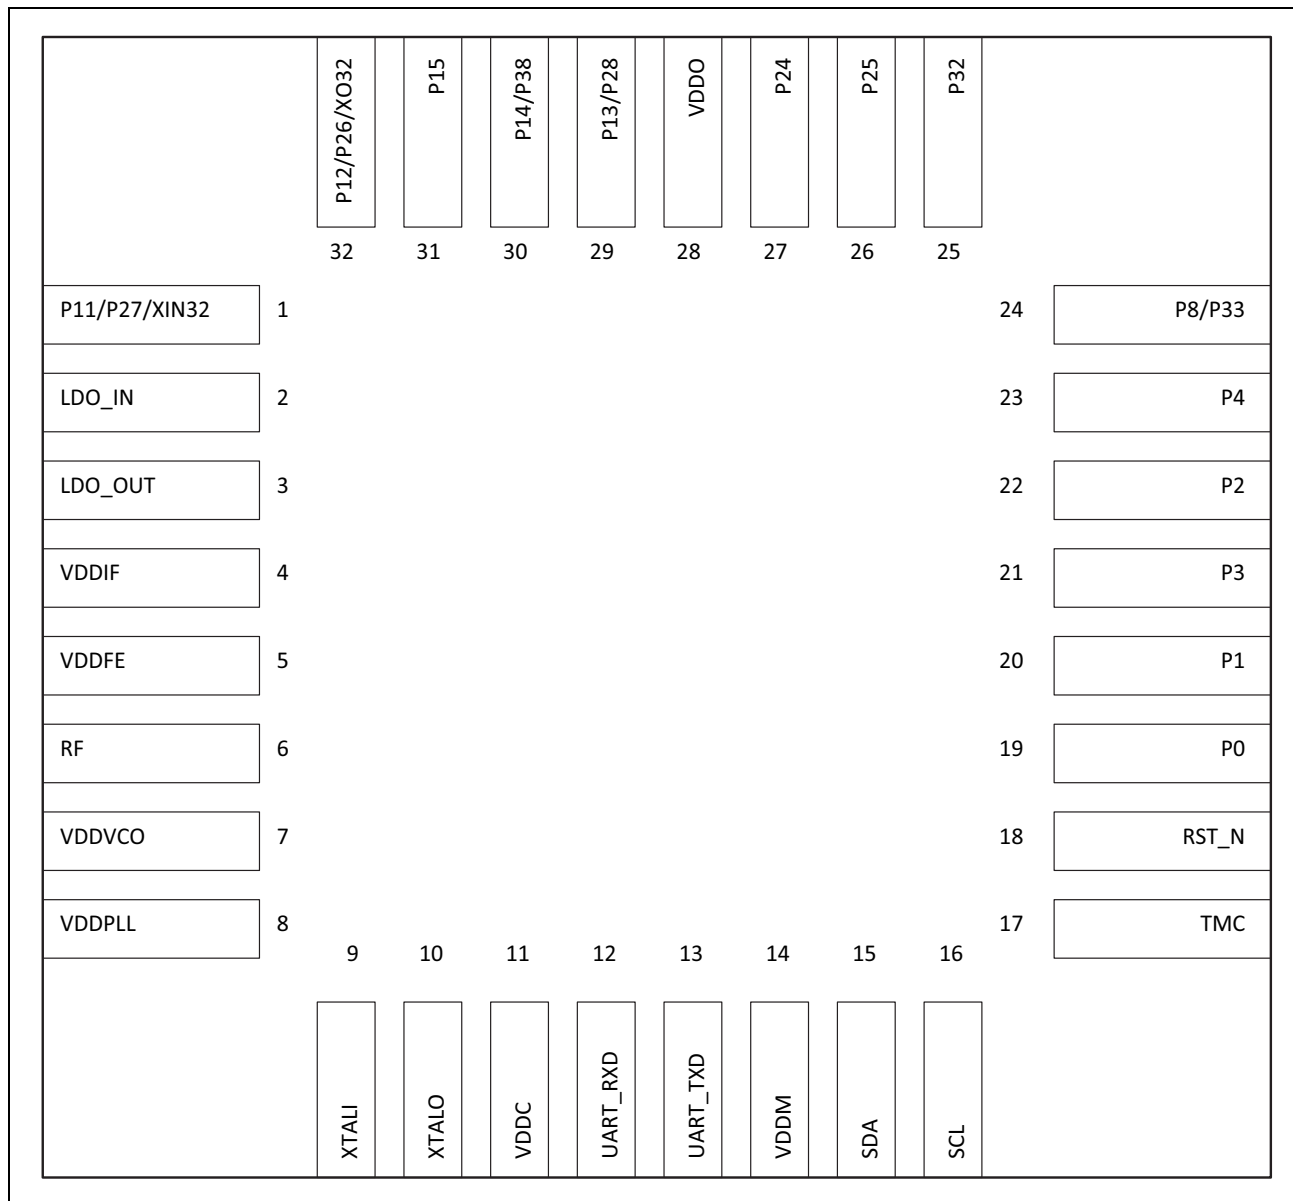 P12/P26/XO32 P15 P14/P38 P13/P28 VDDO P24 P25 P32
32 31 30 29 28 27 26 25
P11/P27/XIN32 1 24 P8/P33
LDO_IN 2 23 P4
LDO_OUT 3 22 P2
VDDIF 4 21 P3
VDDFE 5 20 P1
RF 6 19 P0
VDDVCO 7 18 RST_N
VDDPLL 8 17 TMC
9 10 11 12 13 14 15 16
XTALI XTALO VDDC UART_RXD UART_TXD VDDM SDA SCL